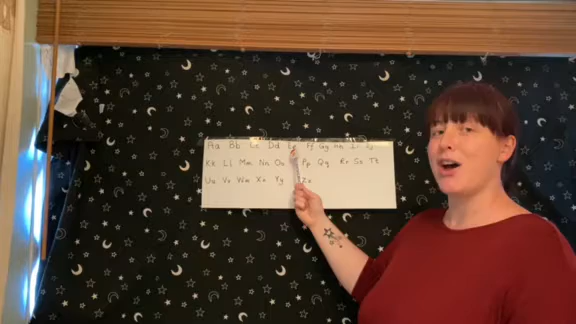 Aa Bb Cc Dd Ee Ff Gg Hh Ii Jj
Kk Ll Mm Nn Oo Pp Qq Rr Ss Tt
Uu Vv Ww Xx Yy Zz